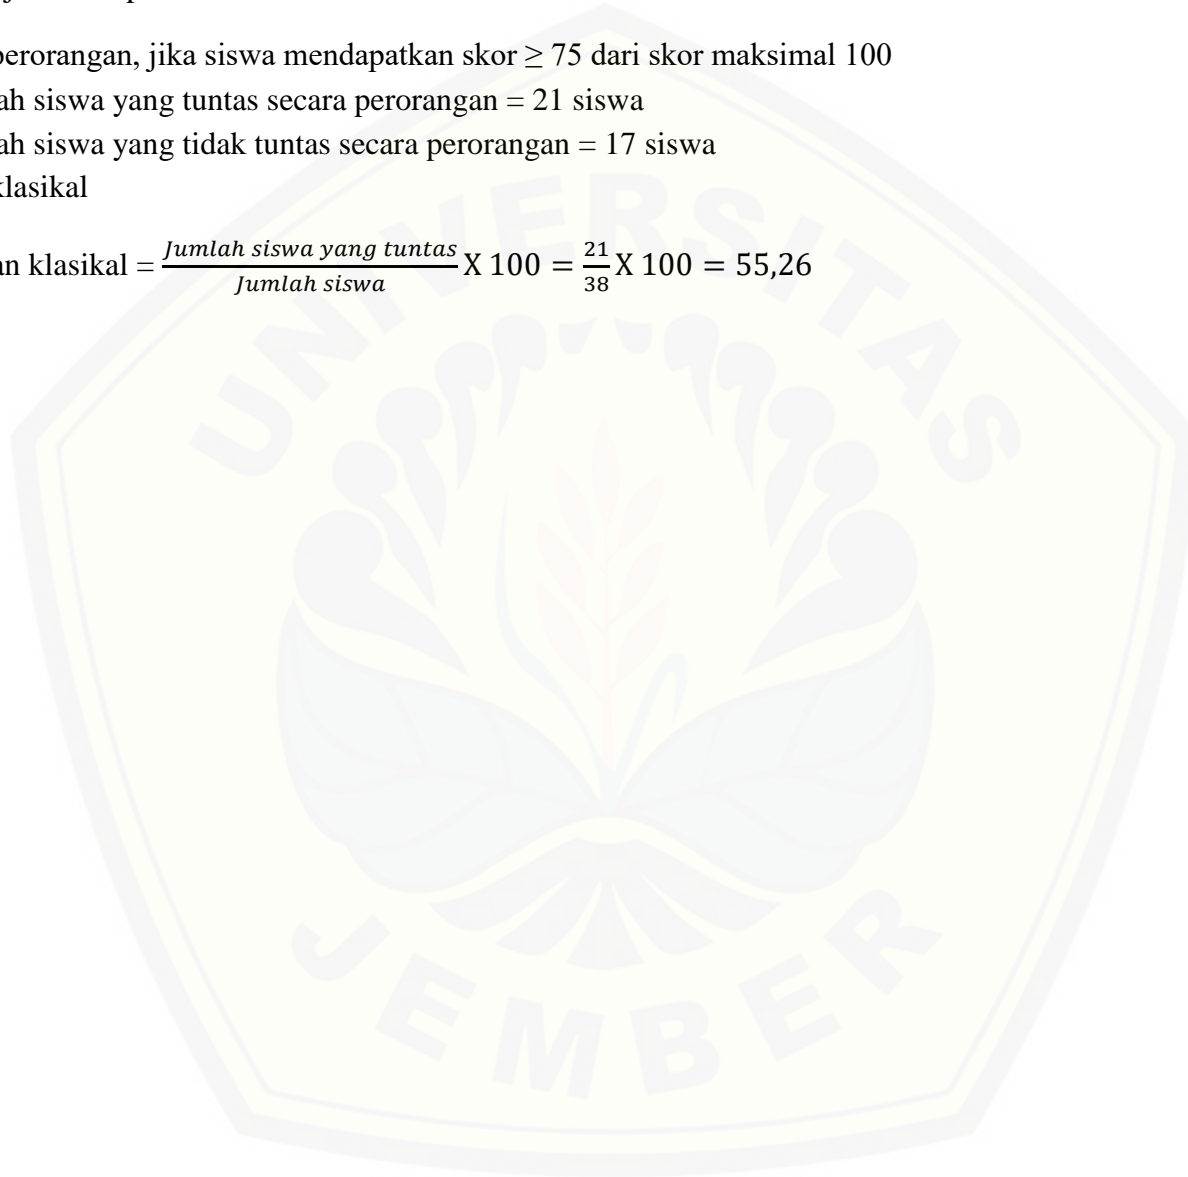 perorangan, jika siswa mendapatkan skor ≥ 75 dari skor maksimal 100
ah siswa yang tuntas secara perorangan = 21 siswa
ah siswa yang tidak tuntas secara perorangan = 17 siswa
klasikal
an klasikal = Jumlah siswa yang tuntas / Jumlah siswa X 100 = 21/38 X 100 = 55,26
UNIVERSITAS
JEMBER